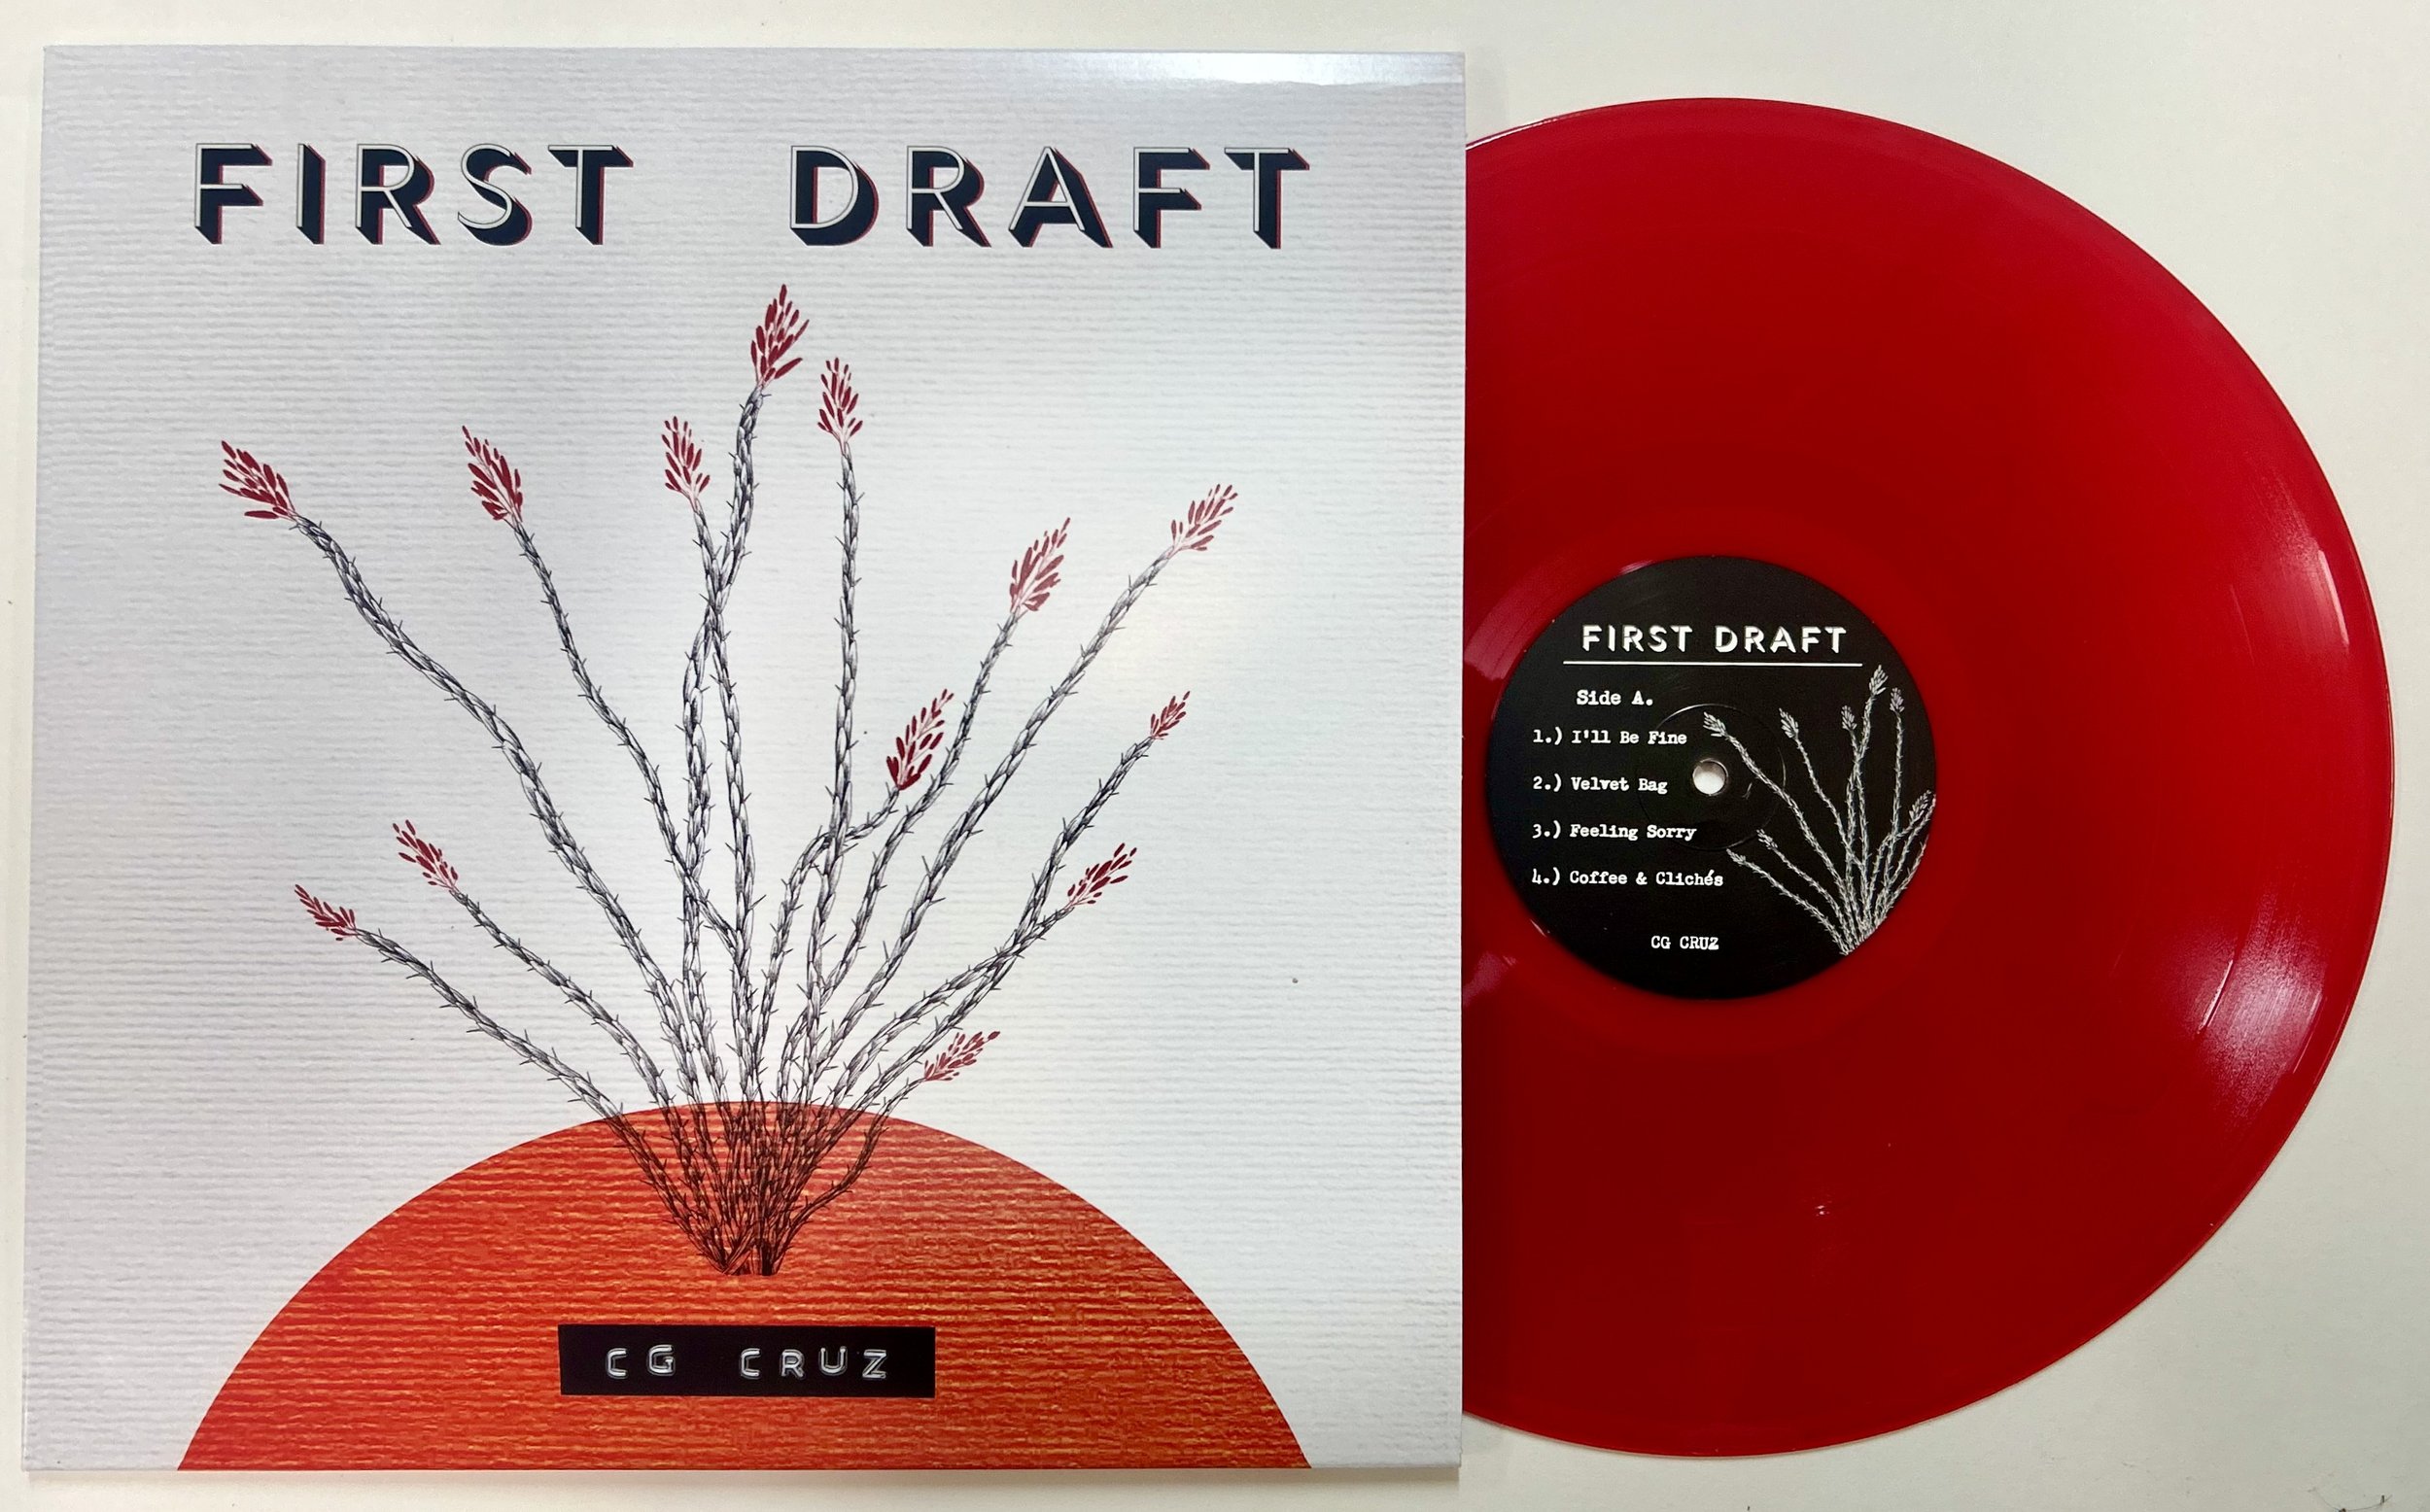 FIRST DRAFT
CG CRUZ
FIRST DRAFT
Side A.
1.) I'll Be Fine
2.) Velvet Bag
3.) Feeling Sorry
4.) Coffee & Clichés
CG CRUZ